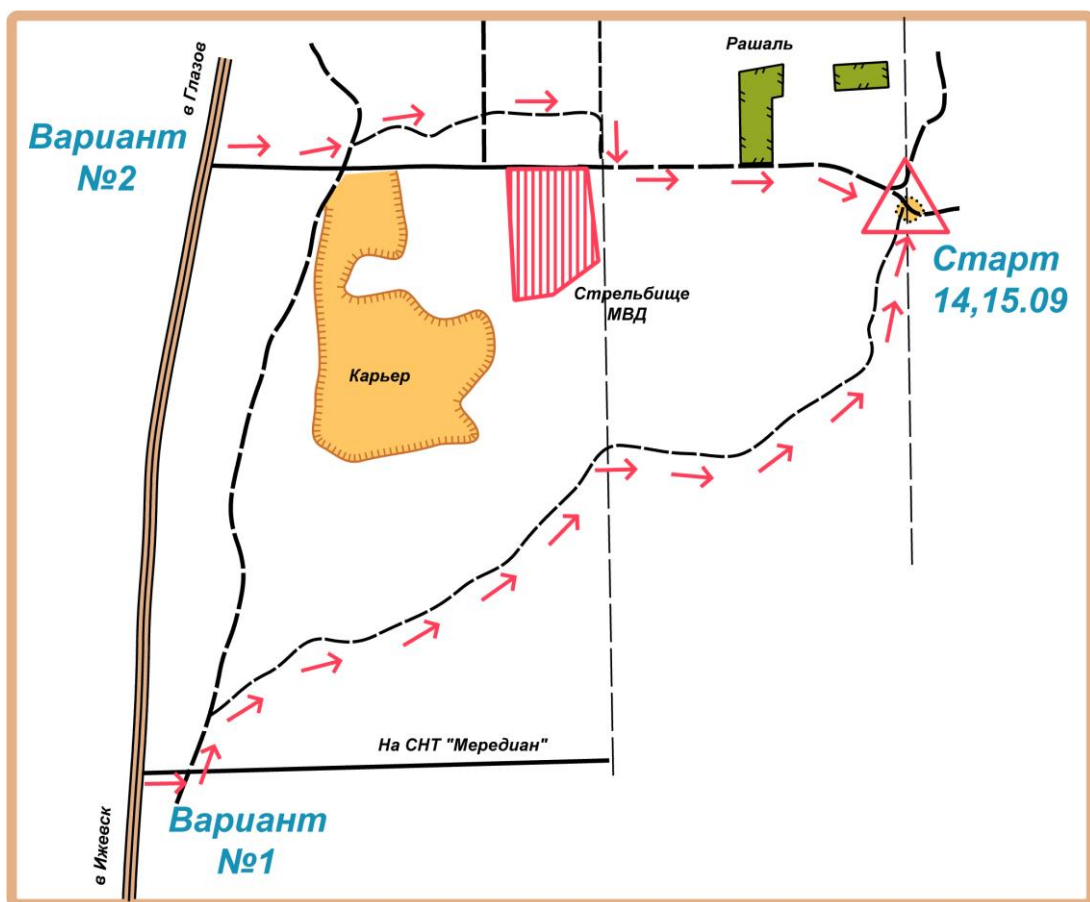 в Глазов
Рашаль
Вариант
№2
Старт
14,15.09
Стрельбище
МВД
Карьер
На СНТ "Мередиан"
Вариант
№1
в Ижевск